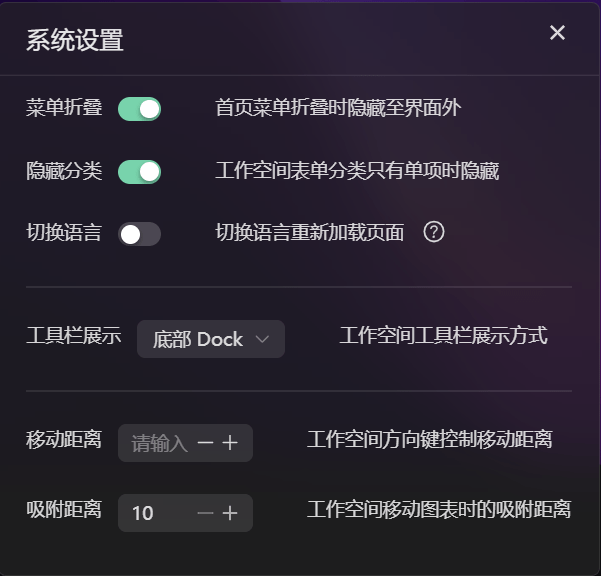 系统设置
菜单折叠 首页菜单折叠时隐藏至界面外
隐藏分类 工作空间表单分类只有单项时隐藏
切换语言 切换语言重新加载页面
工具栏展示 底部 Dock 工作空间工具栏展示方式
移动距离 请输入 工作空间方向键控制移动距离
吸附距离 10 工作空间移动图表时的吸附距离